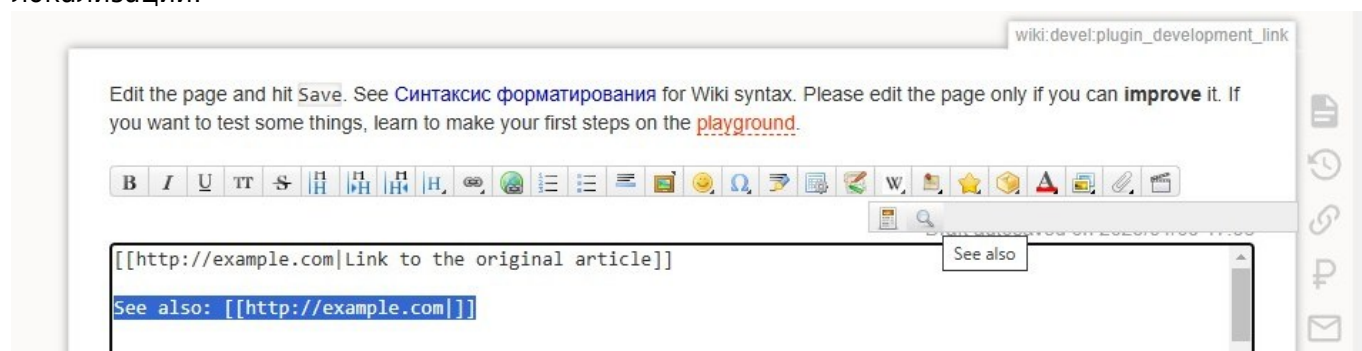 локализации.
wiki:devel:plugin_development_link
Edit the page and hit Save. See Синтаксис форматирования for Wiki syntax. Please edit the page only if you can improve it. If
you want to test some things, learn to make your first steps on the playground.
B I U TT S H H H H, Ω, W, A
See also
[[http://example.com|Link to the original article]]
See also: [[http://example.com|]]